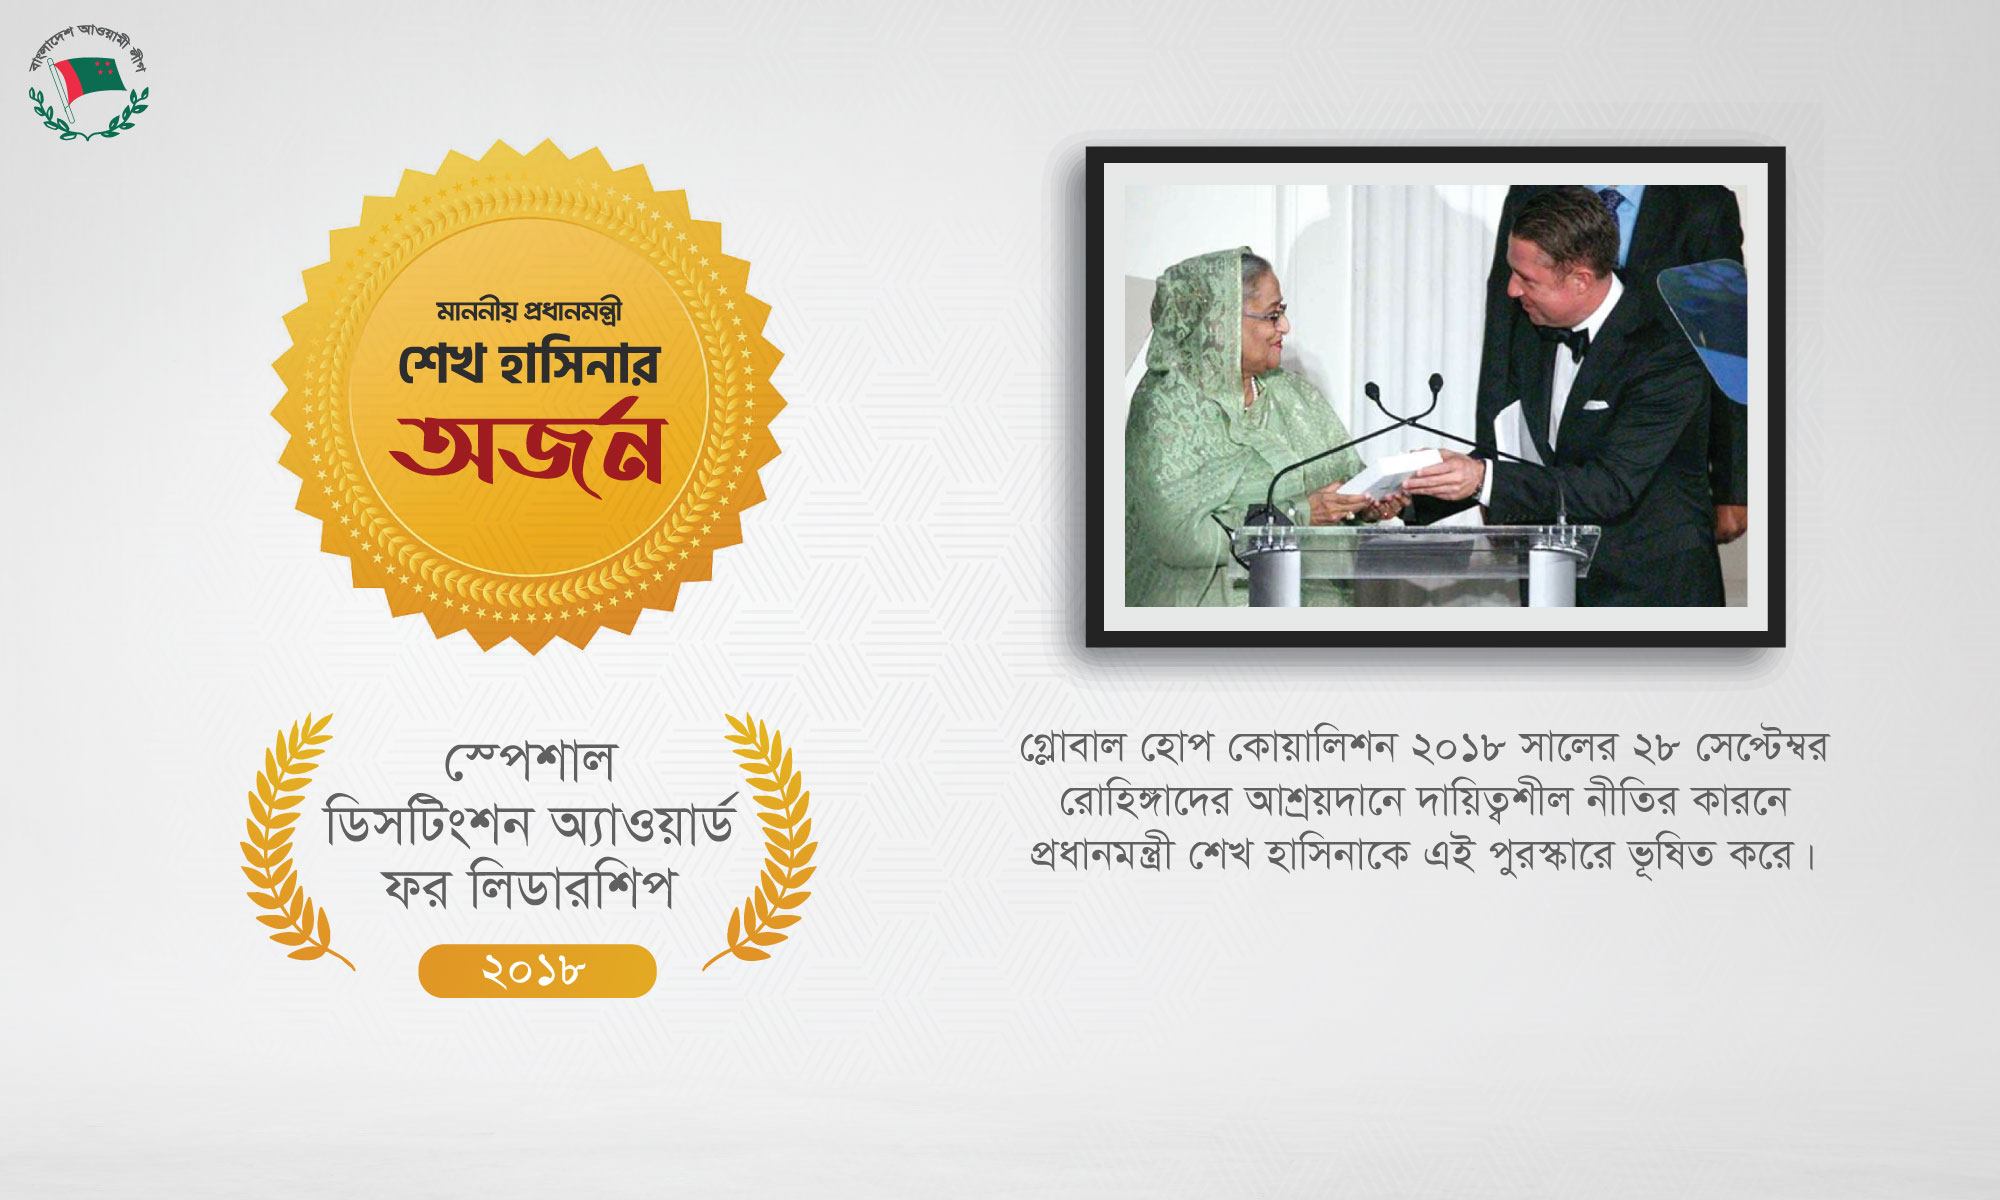 বাংলাদেশ আওয়ামী লীগ
মাননীয় প্রধানমন্ত্রী
শেখ হাসিনার
অর্জন
স্পেশাল
ডিসটিংশন অ্যাওয়ার্ড
ফর লিডারশিপ
২০১৮
গ্লোবাল হোপ কোয়ালিশন ২০১৮ সালের ২৮ সেপ্টেম্বর
রোহিঙ্গাদের আশ্রয়দানে দায়িত্বশীল নীতির কারনে
প্রধানমন্ত্রী শেখ হাসিনাকে এই পুরস্কারে ভূষিত করে।